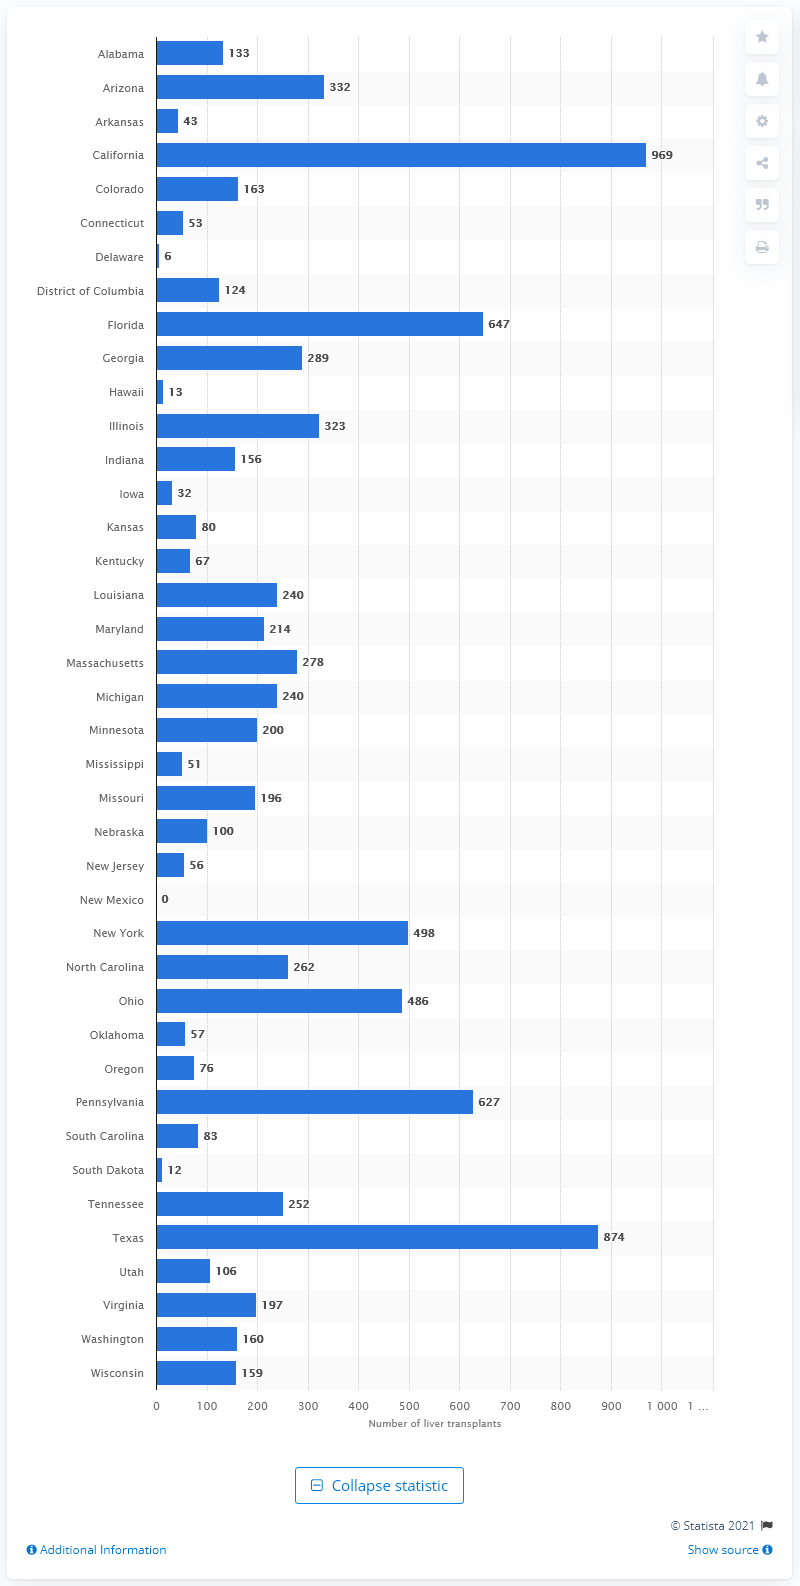 Alabama 133
Arizona 332
Arkansas 43
California 969
Colorado 163
Connecticut 53
Delaware 6
District of Columbia 124
Florida 647
Georgia 289
Hawaii 13
Illinois 323
Indiana 156
Iowa 32
Kansas 80
Kentucky 67
Louisiana 240
Maryland 214
Massachusetts 278
Michigan 240
Minnesota 200
Mississippi 51
Missouri 196
Nebraska 100
New Jersey 56
New Mexico 0
New York 498
North Carolina 262
Ohio 486
Oklahoma 57
Oregon 76
Pennsylvania 627
South Carolina 83
South Dakota 12
Tennessee 252
Texas 874
Utah 106
Virginia 197
Washington 160
Wisconsin 159
0 100 200 300 400 500 600 700 800 900 1 000 1 ...
Number of liver transplants
Collapse statistic
© Statista 2021
Additional Information Show source